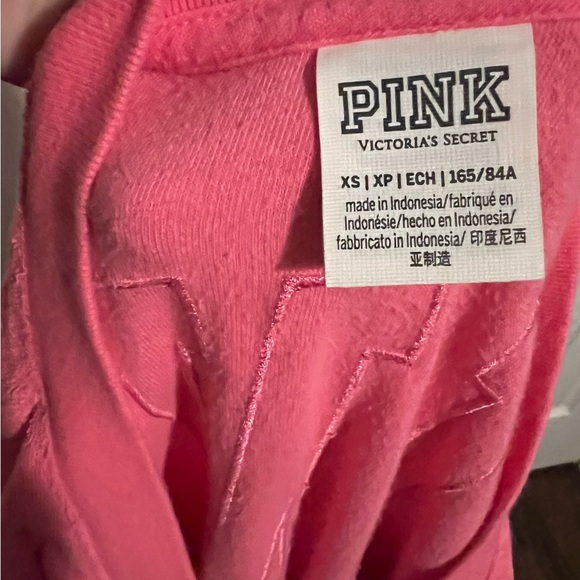 PINK
VICTORIA'S SECRET
XS | XP | ECH | 165/84A
made in Indonesia/fabriqué en
Indonésie/hecho en Indonesia/
fabbricato in Indonesia/ 印度尼西
亚制造